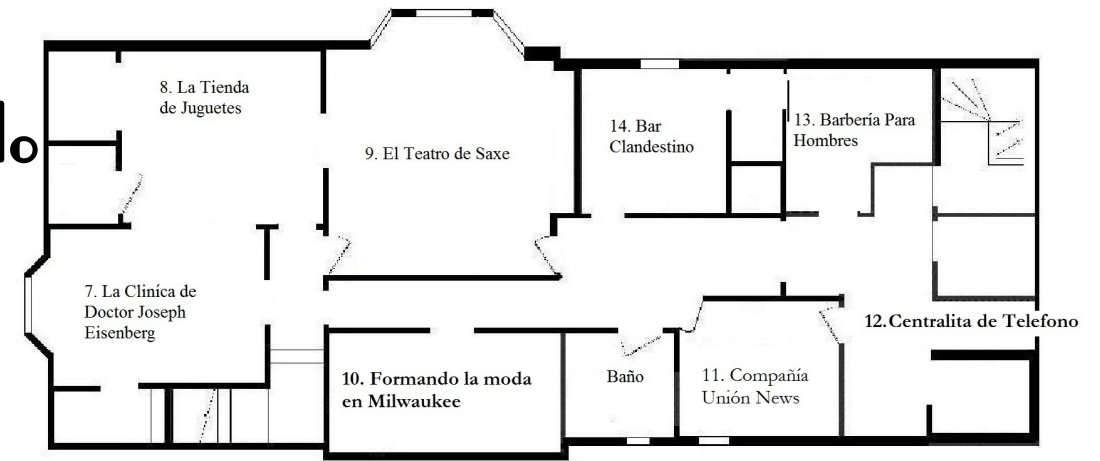 lo
8. La Tienda
de Juguetes
9. El Teatro de Saxe
14. Bar
Clandestino
13. Barbería Para
Hombres
7. La Cliníca de
Doctor Joseph
Eisenberg
12.Centralita de Telefono
10. Formando la moda
en Milwaukee
Baño
11. Compañía
Unión News